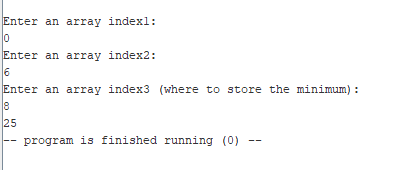 Enter an array index1:
0
Enter an array index2:
6
Enter an array index3 (where to store the minimum):
8
25
-- program is finished running (0) --